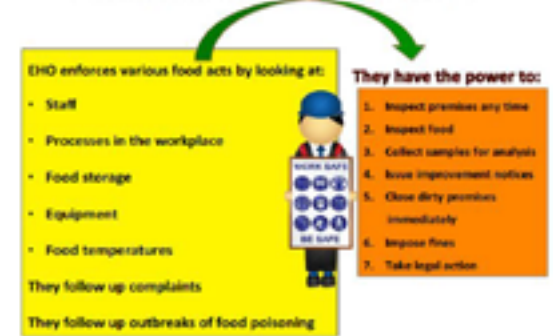 EHO enforces various food acts by looking at:
• Staff
• Processes in the workplace
• Food storage
• Equipment
• Food temperatures
They follow up complaints
They follow up outbreaks of food poisoning
WORK SAFE
BE SAFE
They have the power to:
1. Inspect premises any time
2. Inspect food
3. Collect samples for analysis
4. Issue improvement notices
5. Close dirty premises
immediately
6. Impose fines
7. Take legal action